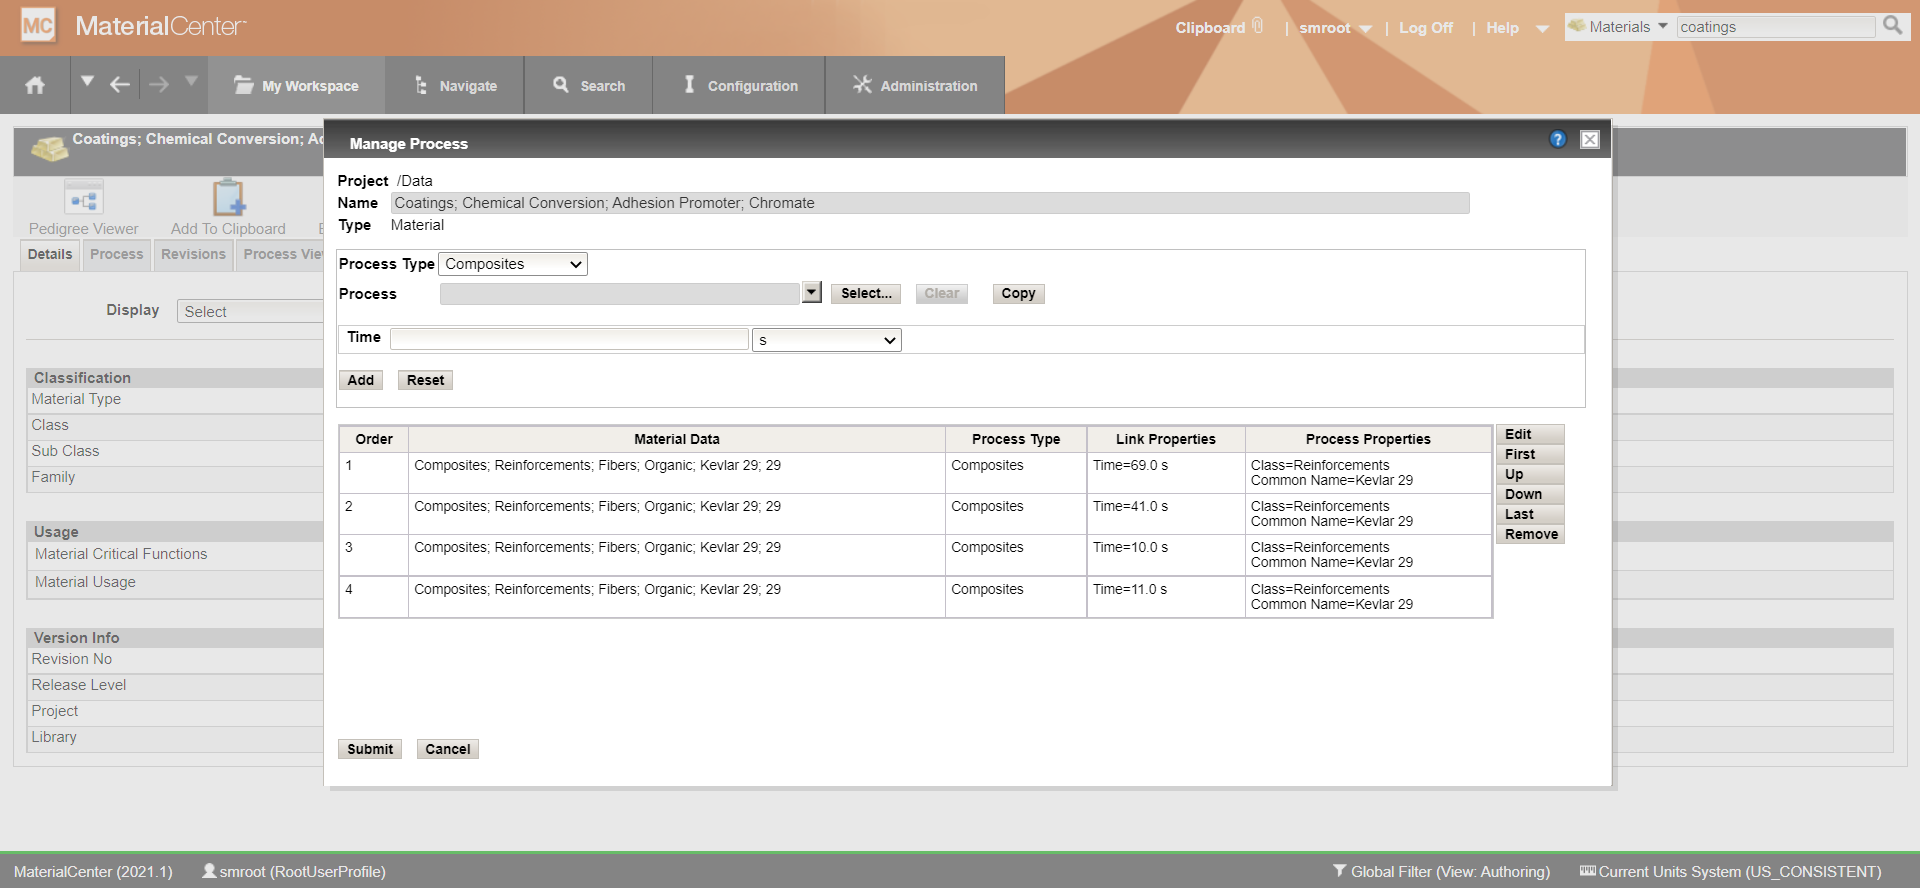 MC MaterialCenter
Clipboard | smroot | Log Off | Help Materials coatings
My Workspace Navigate Search Configuration Administration
Coatings; Chemical Conversion; Ad
Pedigree Viewer Add To Clipboard
Details Process Revisions Process Vie
Display Select
Classification
Material Type
Class
Sub Class
Family
Usage
Material Critical Functions
Material Usage
Version Info
Revision No
Release Level
Project
Library
Manage Process ?
Project /Data
Name Coatings; Chemical Conversion; Adhesion Promoter; Chromate
Type Material
Process Type Composites
Process Select... Clear Copy
Time s
Add Reset
Order Material Data Process Type Link Properties Process Properties
1 Composites; Reinforcements; Fibers; Organic; Kevlar 29; 29 Composites Time=69.0 s Class=Reinforcements
Common Name=Kevlar 29
2 Composites; Reinforcements; Fibers; Organic; Kevlar 29; 29 Composites Time=41.0 s Class=Reinforcements
Common Name=Kevlar 29
3 Composites; Reinforcements; Fibers; Organic; Kevlar 29; 29 Composites Time=10.0 s Class=Reinforcements
Common Name=Kevlar 29
4 Composites; Reinforcements; Fibers; Organic; Kevlar 29; 29 Composites Time=11.0 s Class=Reinforcements
Common Name=Kevlar 29
Edit
First
Up
Down
Last
Remove
Submit Cancel
MaterialCenter (2021.1) smroot (RootUserProfile) Global Filter (View: Authoring) Current Units System (US_CONSISTENT)